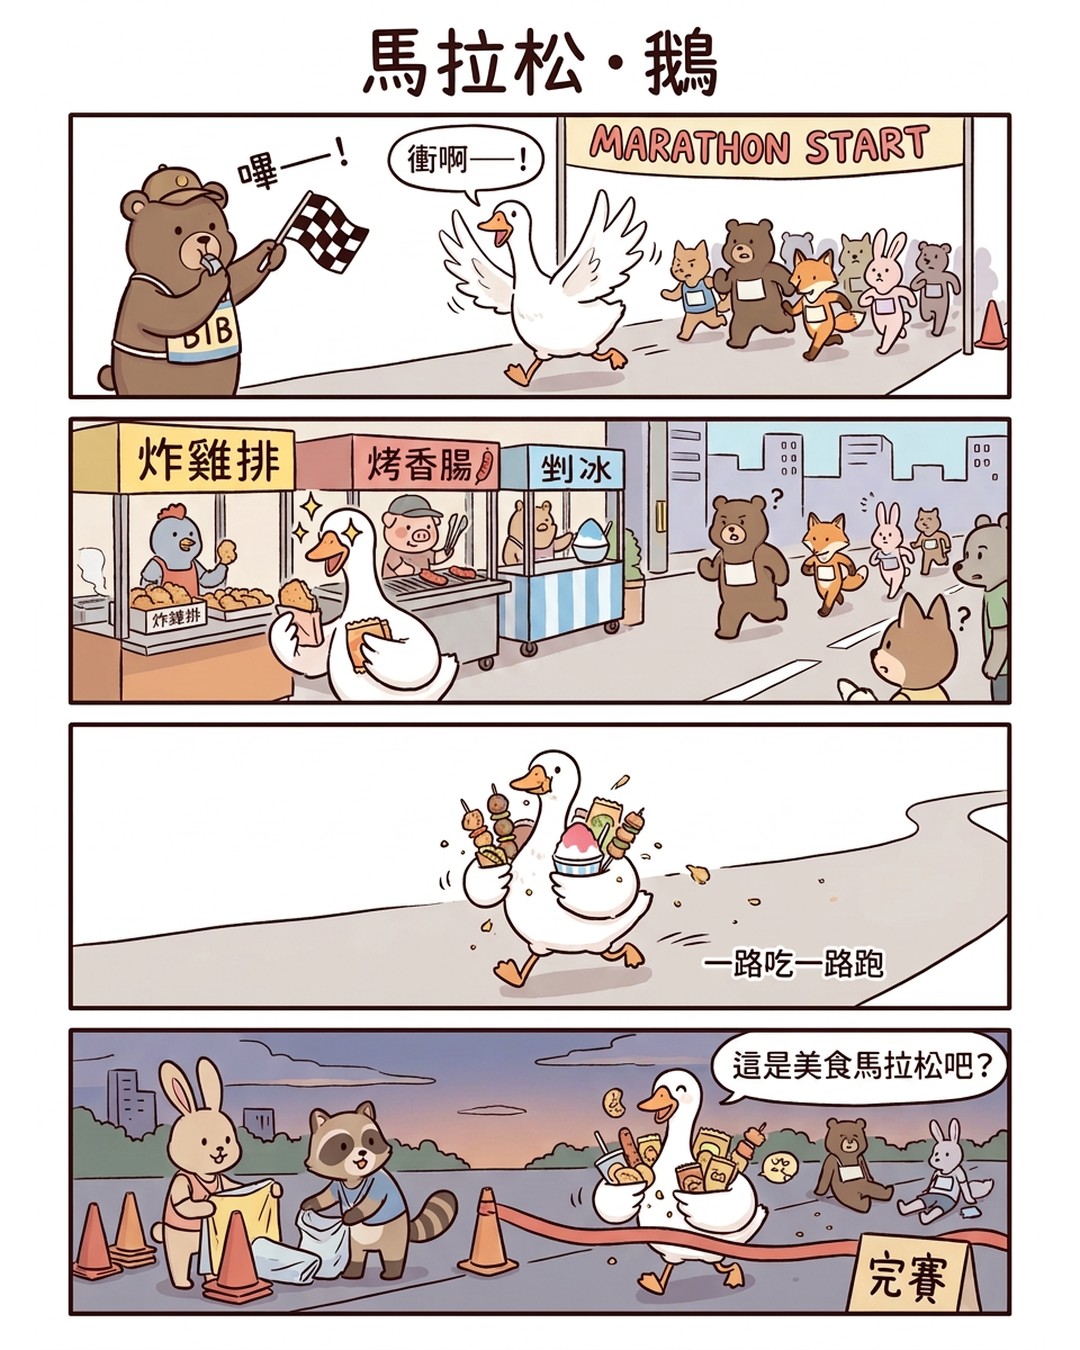 馬拉松·鵝
嗶——！
衝啊——！
MARATHON START
BIB
炸雞排
烤香腸
剉冰
?
炸雞排
?
一路吃一路跑
這是美食馬拉松吧？
完賽